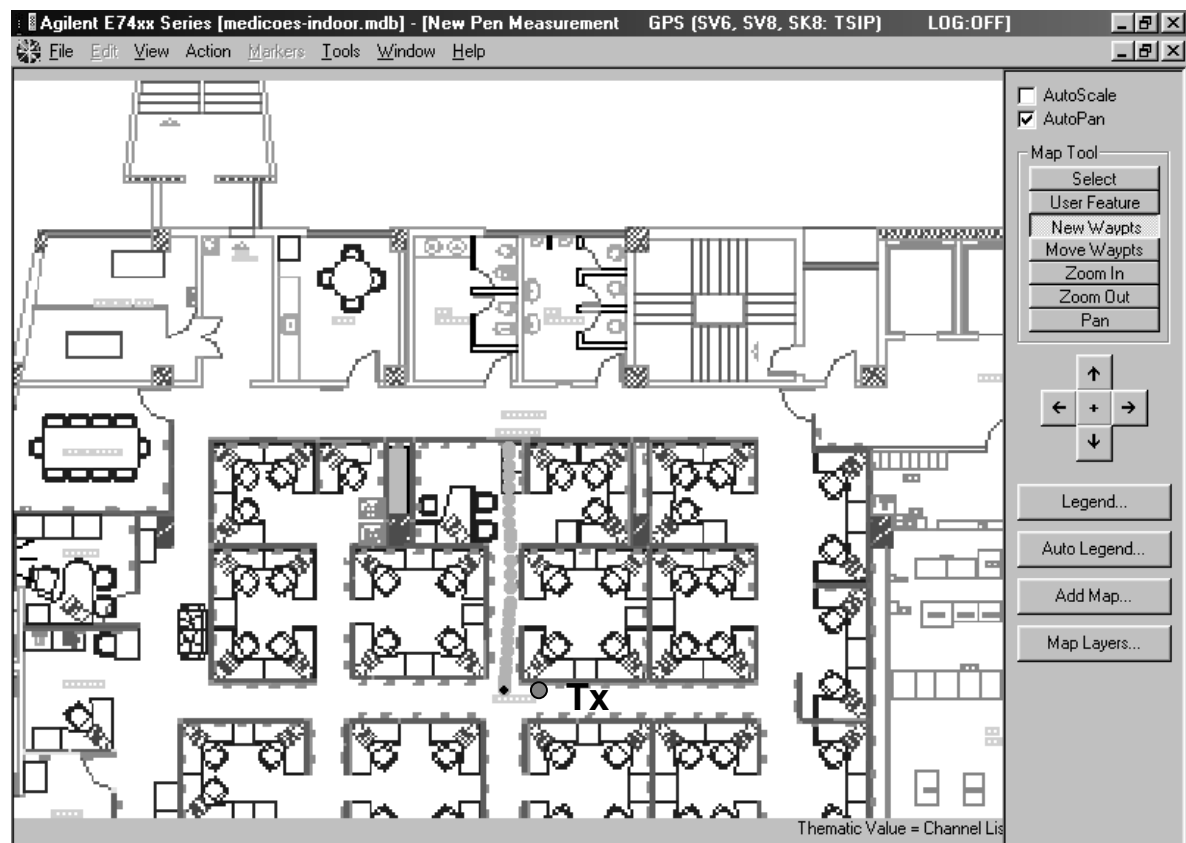 Agilent E74xx Series [medicoes-indoor.mdb] - [New Pen Measurement GPS (SV6, SV8, SK8: TSIP) LOG:OFF]
File Edit View Action Markers Tools Window Help
AutoScale
AutoPan
Map Tool
Select
User Feature
New Waypts
Move Waypts
Zoom In
Zoom Out
Pan
Legend...
Auto Legend...
Add Map...
Map Layers...
Tx
Thematic Value = Channel Lis